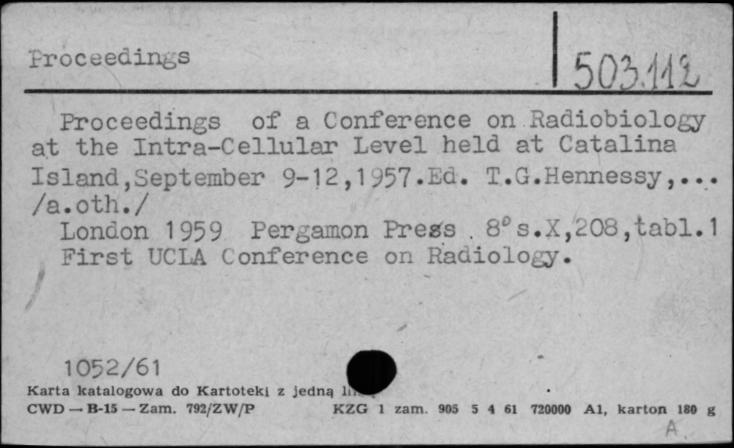 Proceedings
503.112
Proceedings of a Conference on Radiobiology
at the Intra-Cellular Level held at Catalina
Island,September 9-12,1957.Ed. T.G.Hennessy,...
/a.oth./
London 1959 Pergamon Press . 8° s.X,208,tabl.1
First UCLA Conference on Radiology.
1052/61
Karta katalogowa do Kartoteki z jedną
CWD — B-15 — Zam. 792/ZW/P KZG 1 zam. 905 5 4 61 720000 A1, karton 180 g
A